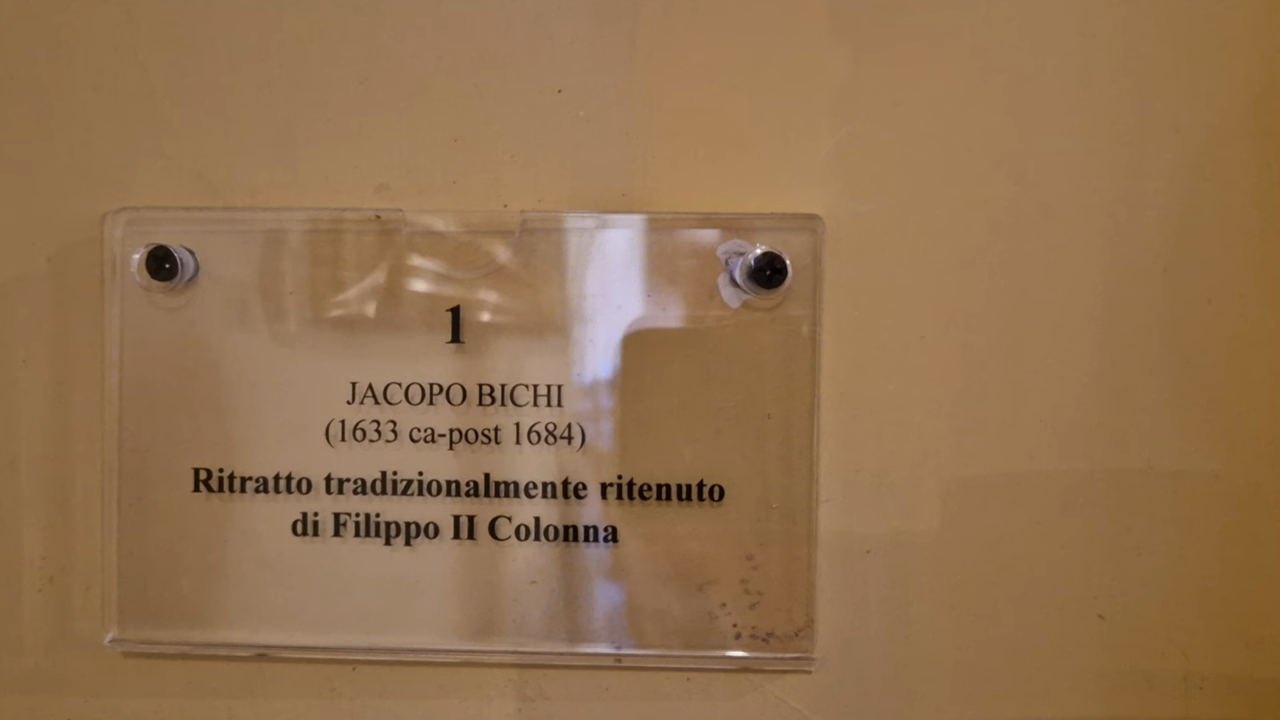 1
JACOPO BICHI
(1633 ca-post 1684)
Ritratto tradizionalmente ritenuto
di Filippo II Colonna